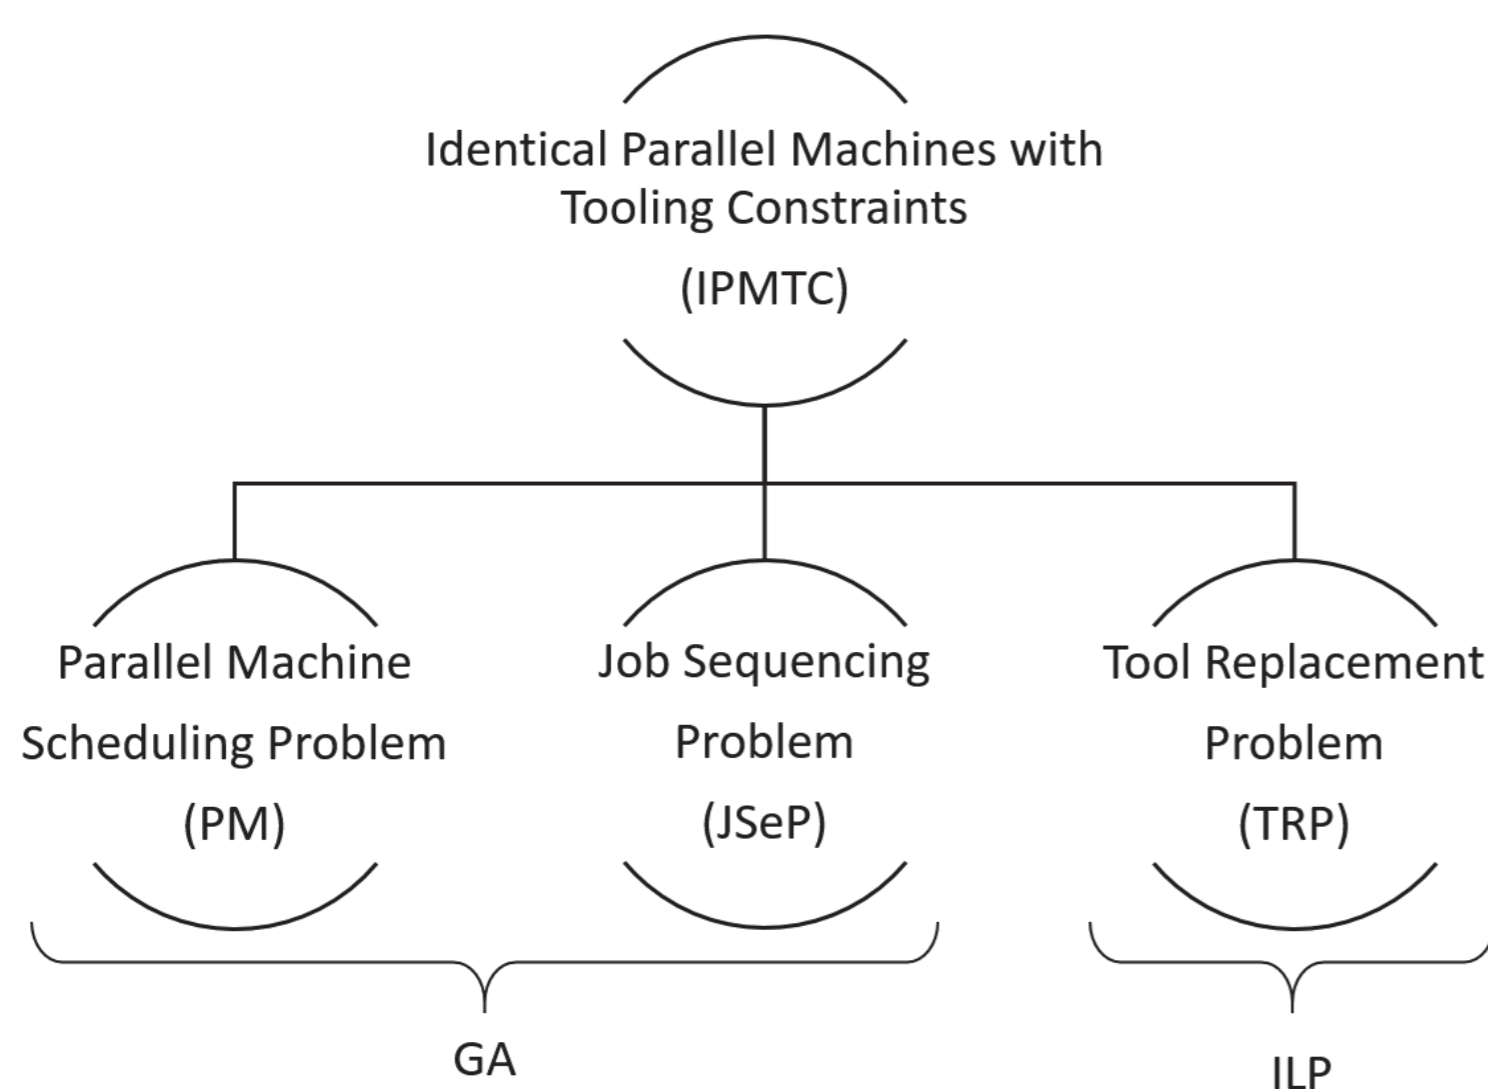 Identical Parallel Machines with
Tooling Constraints
(IPMTC)
Parallel Machine
Scheduling Problem
(PM)
Job Sequencing
Problem
(JSeP)
Tool Replacement
Problem
(TRP)
GA
ILP